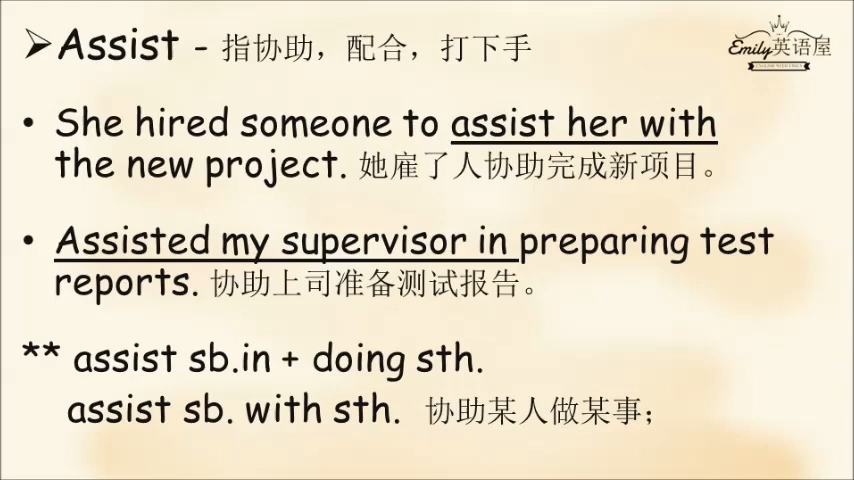 ➢Assist - 指协助，配合，打下手
Emily英语屋
• She hired someone to assist her with
the new project. 她雇了人协助完成新项目。
• Assisted my supervisor in preparing test
reports. 协助上司准备测试报告。
** assist sb.in + doing sth.
assist sb. with sth. 协助某人做某事；